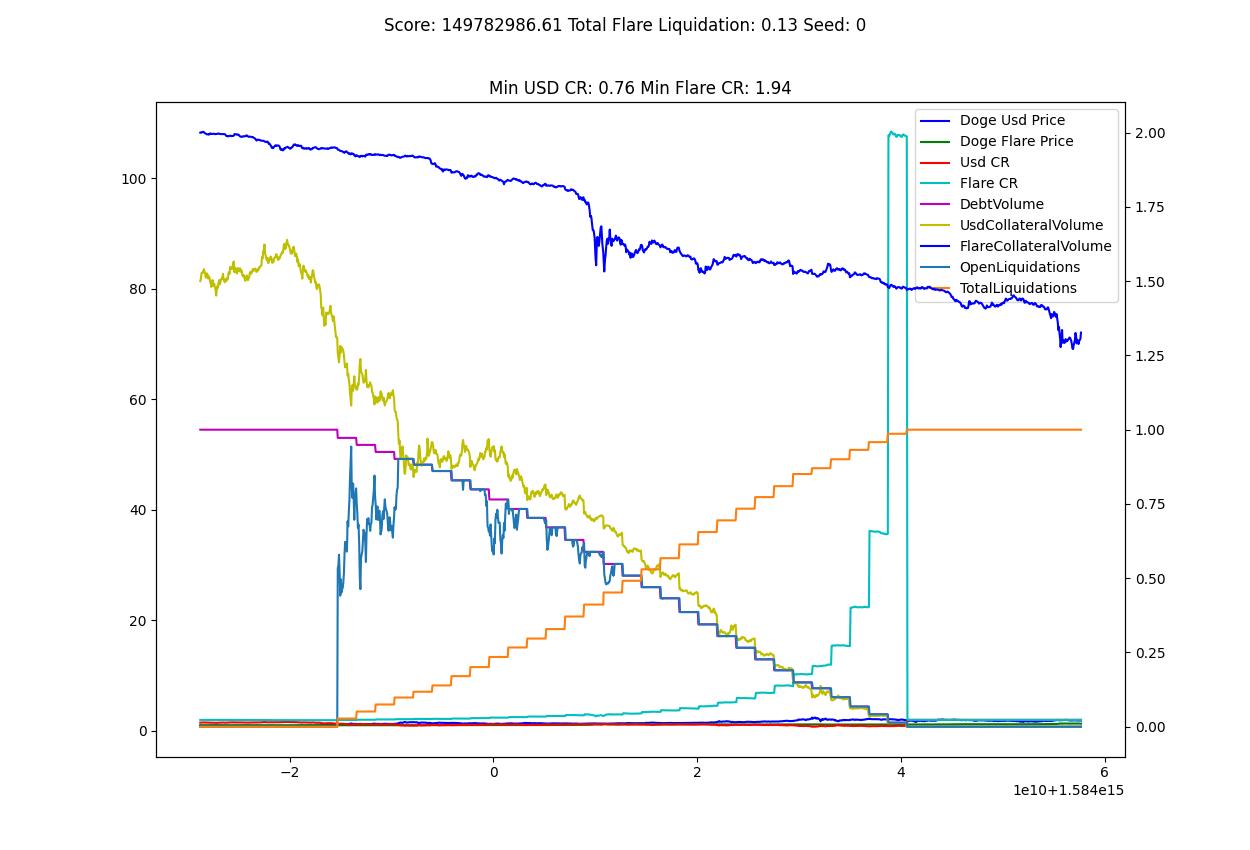 Score: 149782986.61 Total Flare Liquidation: 0.13 Seed: 0
Min USD CR: 0.76 Min Flare CR: 1.94
Doge Usd Price
Doge Flare Price
Usd CR
Flare CR
DebtVolume
UsdCollateralVolume
FlareCollateralVolume
OpenLiquidations
TotalLiquidations
100
80
60
40
20
0
2.00
1.75
1.50
1.25
1.00
0.75
0.50
0.25
0.00
−2
0
2
4
6
1e10+1.584e15